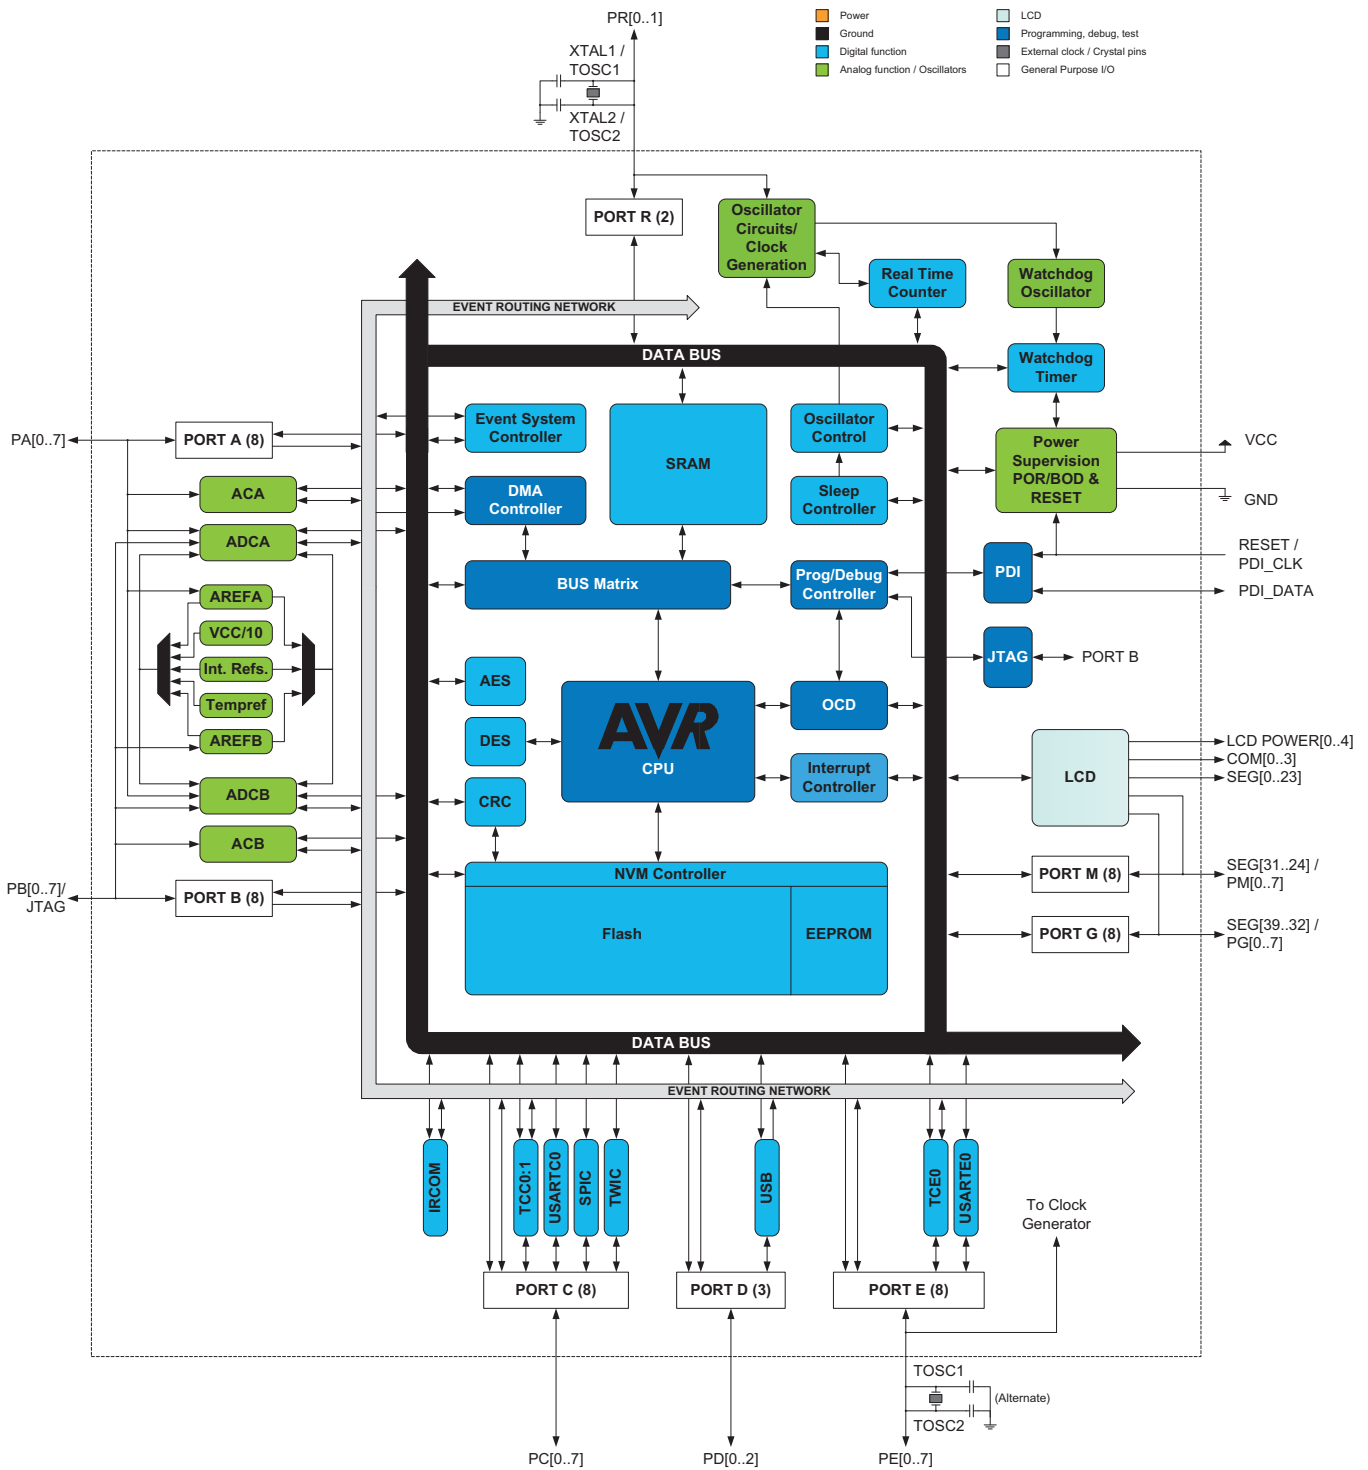 PR[0..1]
Power
Ground
Digital function
Analog function / Oscillators
LCD
Programming, debug, test
External clock / Crystal pins
General Purpose I/O
XTAL1 /
TOSC1
XTAL2 /
TOSC2
PORT R (2)
Oscillator
Circuits/
Clock
Generation
Real Time
Counter
Watchdog
Oscillator
EVENT ROUTING NETWORK
DATA BUS
Watchdog
Timer
Event System
Controller
SRAM
Oscillator
Control
Power
Supervision
POR/BOD &
RESET
VCC
GND
PA[0..7]
PORT A (8)
ACA
DMA
Controller
Sleep
Controller
ADCA
RESET /
PDI_CLK
BUS Matrix
Prog/Debug
Controller
PDI
PDI_DATA
AREFA
VCC/10
Int. Refs.
Tempref
AREFB
JTAG
PORT B
AES
AVR
CPU
OCD
DES
Interrupt
Controller
LCD
LCD POWER[0..4]
COM[0..3]
SEG[0..23]
ADCB
CRC
ACB
NVM Controller
PORT M (8)
SEG[31..24] /
PM[0..7]
PB[0..7]/
JTAG
PORT B (8)
Flash
EEPROM
PORT G (8)
SEG[39..32] /
PG[0..7]
DATA BUS
EVENT ROUTING NETWORK
IRCOM
TCC0:1
USARTC0
SPIC
TWIC
USB
TCE0
USARTE0
To Clock
Generator
PORT C (8)
PORT D (3)
PORT E (8)
TOSC1
(Alternate)
TOSC2
PC[0..7]
PD[0..2]
PE[0..7]